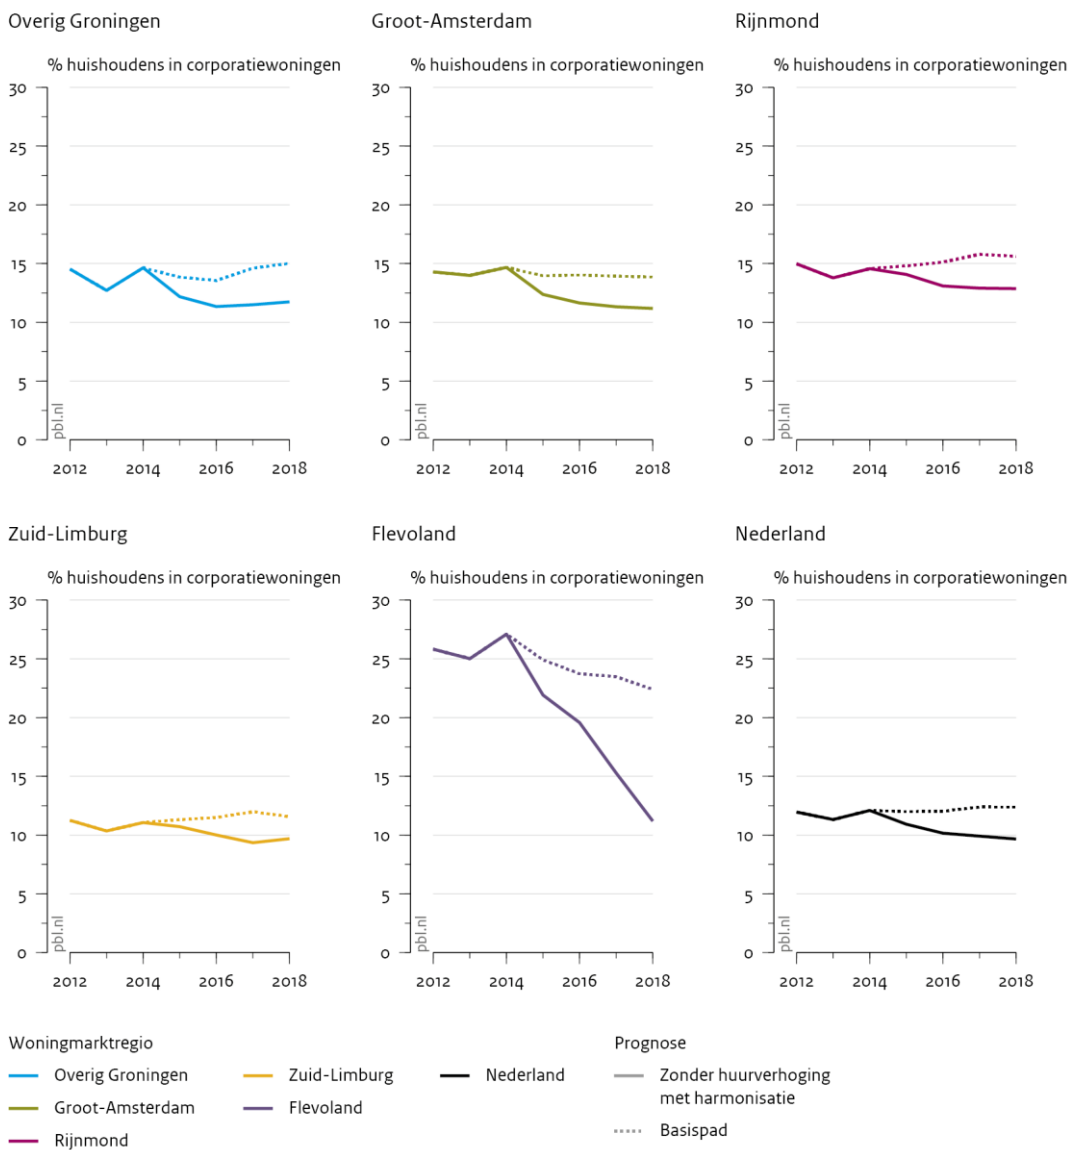 Overig Groningen
% huishoudens in corporatiewoningen
30
25
20
15
10
5
0
pbl.nl
2012 2014 2016 2018
Groot-Amsterdam
% huishoudens in corporatiewoningen
30
25
20
15
10
5
0
pbl.nl
2012 2014 2016 2018
Rijnmond
% huishoudens in corporatiewoningen
30
25
20
15
10
5
0
pbl.nl
2012 2014 2016 2018
Zuid-Limburg
% huishoudens in corporatiewoningen
30
25
20
15
10
5
0
pbl.nl
2012 2014 2016 2018
Flevoland
% huishoudens in corporatiewoningen
30
25
20
15
10
5
0
pbl.nl
2012 2014 2016 2018
Nederland
% huishoudens in corporatiewoningen
30
25
20
15
10
5
0
pbl.nl
2012 2014 2016 2018
Woningmarktregio
Overig Groningen
Groot-Amsterdam
Rijnmond
Zuid-Limburg
Flevoland
Nederland
Prognose
Zonder huurverhoging
met harmonisatie
Basispad